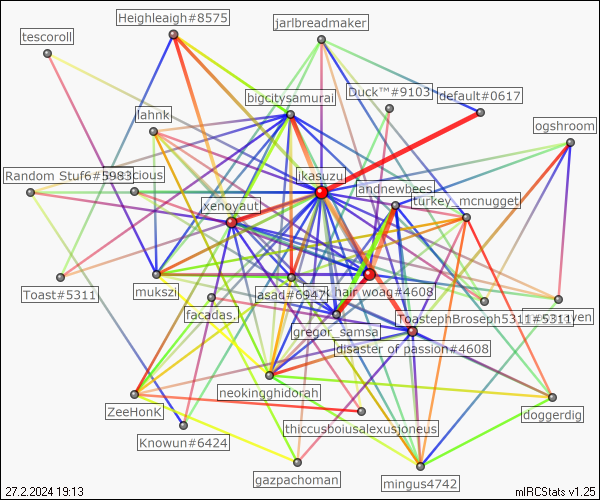 Heighleaigh#8575
jarlbreadmaker
tescoroll
Duck™#9103
default#0617
bigcitysamurai
lahnk
ogshroom
Random Stuf6#5983
icious
ikasuzu
andnewbees
turkey_mcnugget
xenoyaut
Toast#5311
mukszi
asad#6947
hair woag#4608
facadas.
ToastephBroseph5311#5311
ven
gregor_samsa
disaster of passion#4608
neokingghidorah
ZeeHonK
thiccusboiusalexusjoneus
doggerdig
Knowun#6424
gazpachoman
mingus4742
27.2.2024 19:13
mIRCStats v1.25